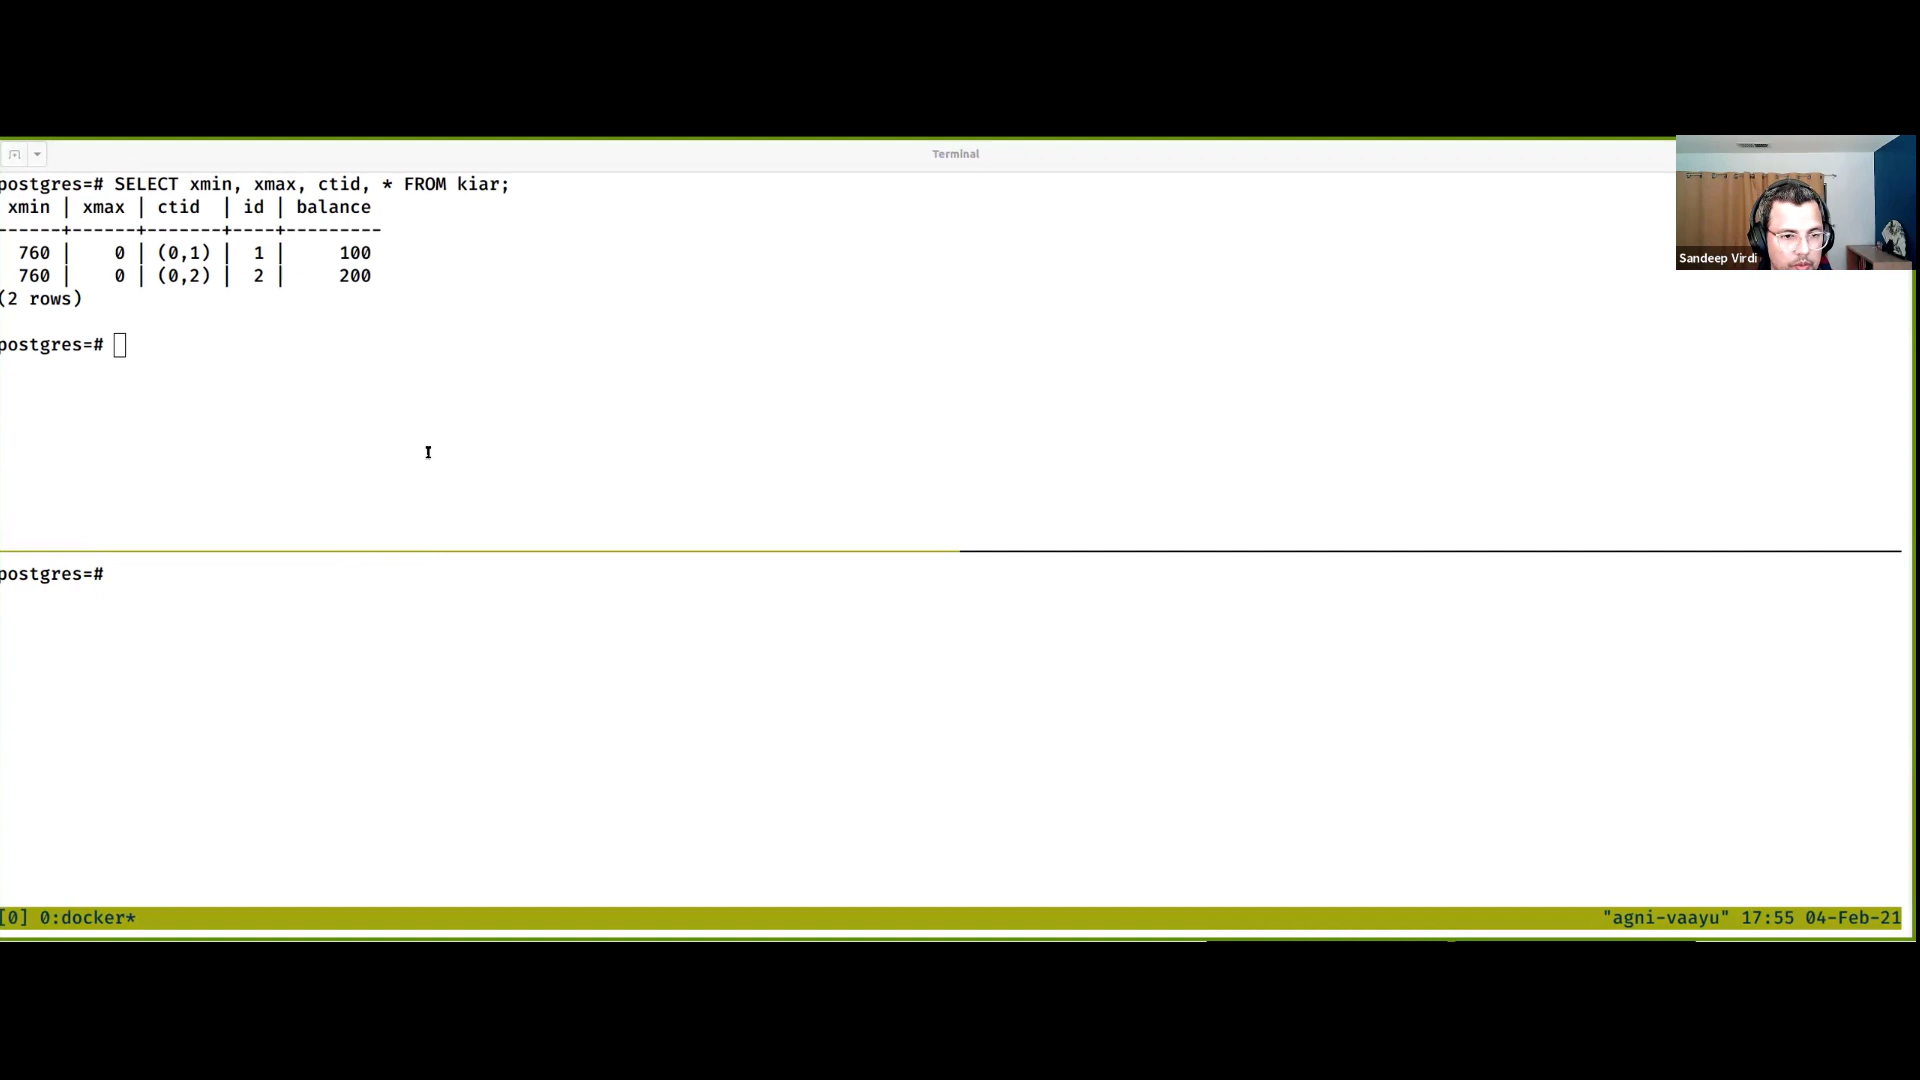 Terminal
postgres=# SELECT xmin, xmax, ctid, * FROM kiar;
xmin | xmax | ctid  | id | balance
------+------+-------+----+---------
760 |    0 | (0,1) |  1 |     100
760 |    0 | (0,2) |  2 |     200
(2 rows)
postgres=#
Sandeep Virdi
postgres=#
[0] 0:docker* "agni-vaayu" 17:55 04-Feb-21